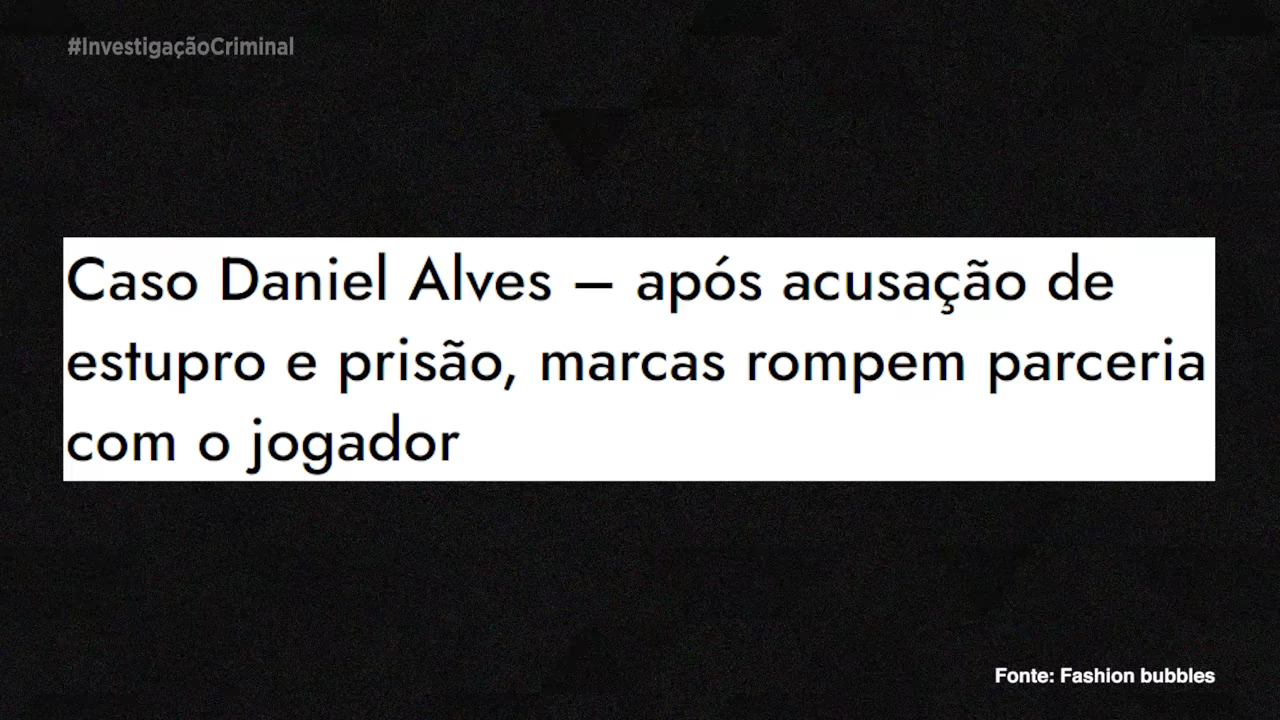 #InvestigaçãoCriminal
Caso Daniel Alves – após acusação de
estupro e prisão, marcas rompem parceria
com o jogador
Fonte: Fashion bubbles